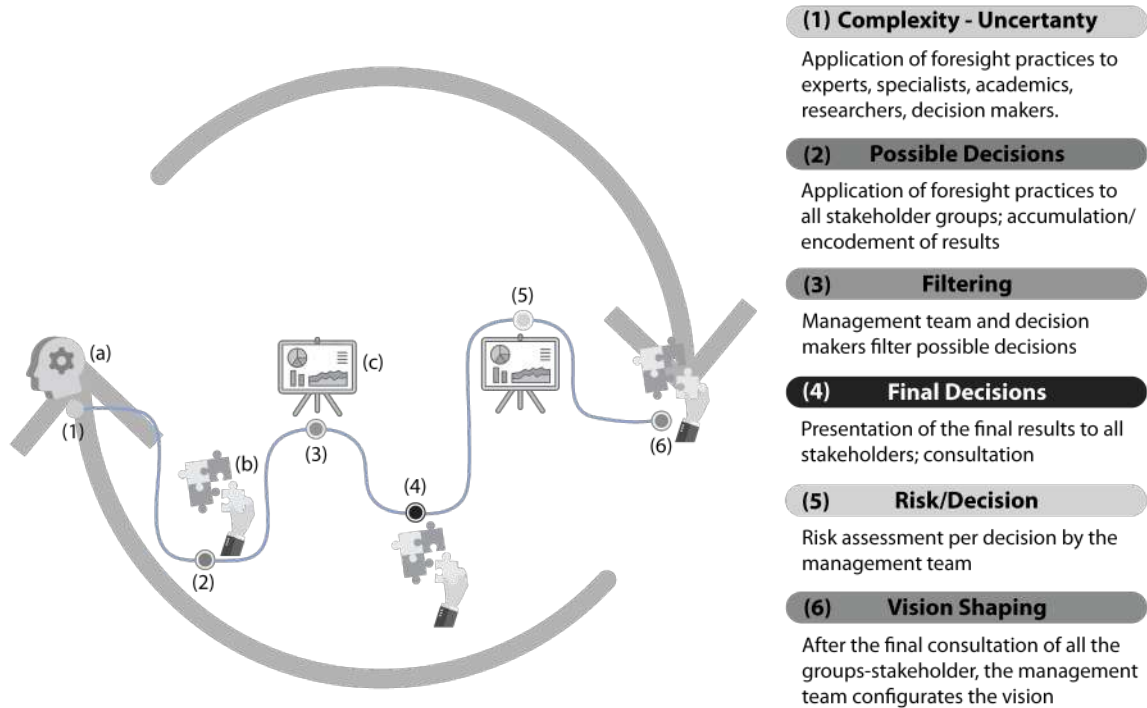 (1) Complexity - Uncertanty
Application of foresight practices to
experts, specialists, academics,
researchers, decision makers.
(2) Possible Decisions
Application of foresight practices to
all stakeholder groups; accumulation/
encodement of results
(3) Filtering
Management team and decision
makers filter possible decisions
(4) Final Decisions
Presentation of the final results to all
stakeholders; consultation
(5) Risk/Decision
Risk assessment per decision by the
management team
(6) Vision Shaping
After the final consultation of all the
groups-stakeholder, the management
team configurates the vision
(a)
(1)
(b)
(2)
(c)
(3)
(4)
(5)
(6)